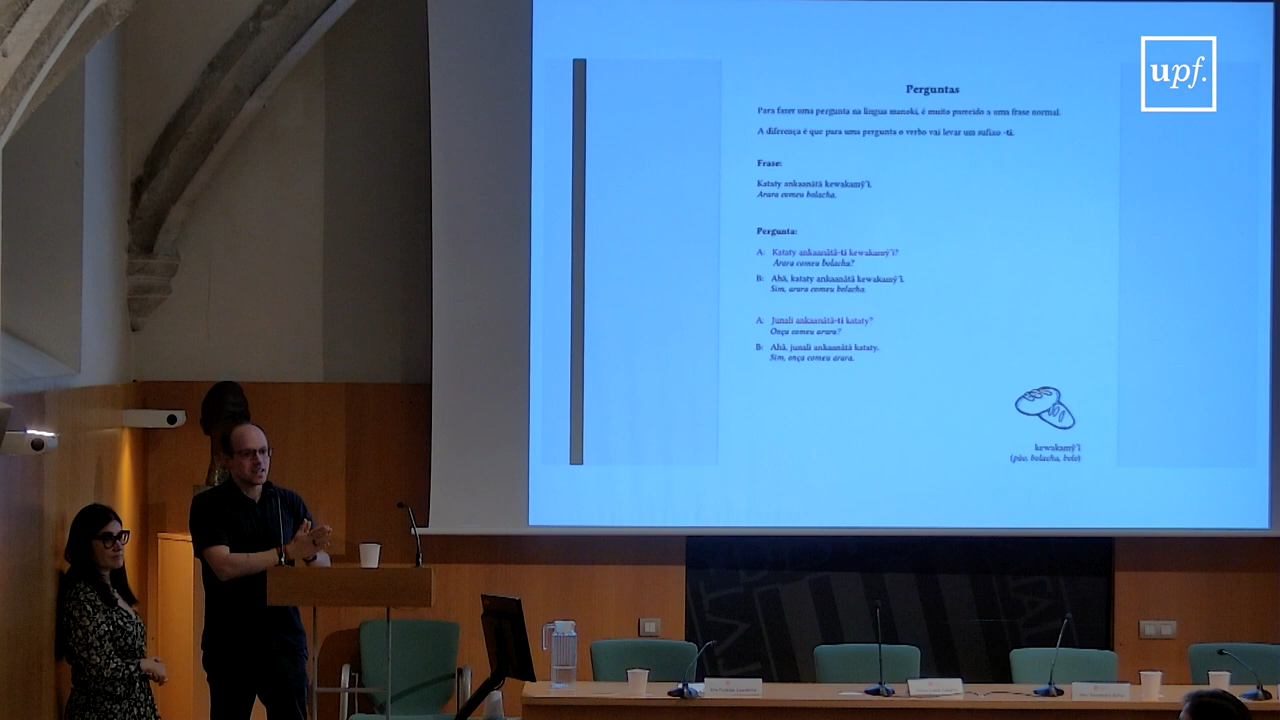 upf.
Perguntas
Para fazer uma pergunta na língua manoki, é muito parecido a uma frase normal.
A diferença é que para uma pergunta o verbo vai levar um sufixo -ti.
Frase:
Kataty ankaanãtã kewakamỹ'ĩ.
Arara comeu bolacha.
Pergunta:
A: Kataty ankaanãtã-ti kewakamỹ'ĩ?
Arara comeu bolacha?
B: Ahã, kataty ankaanãtã kewakamỹ'ĩ.
Sim, arara comeu bolacha.
A: Junali ankaanãtã-ti kataty?
Onça comeu arara?
B: Ahã, junali ankaanãtã kataty.
Sim, onça comeu arara.
kewakamỹ'ĩ
(pão, bolacha, bolo)